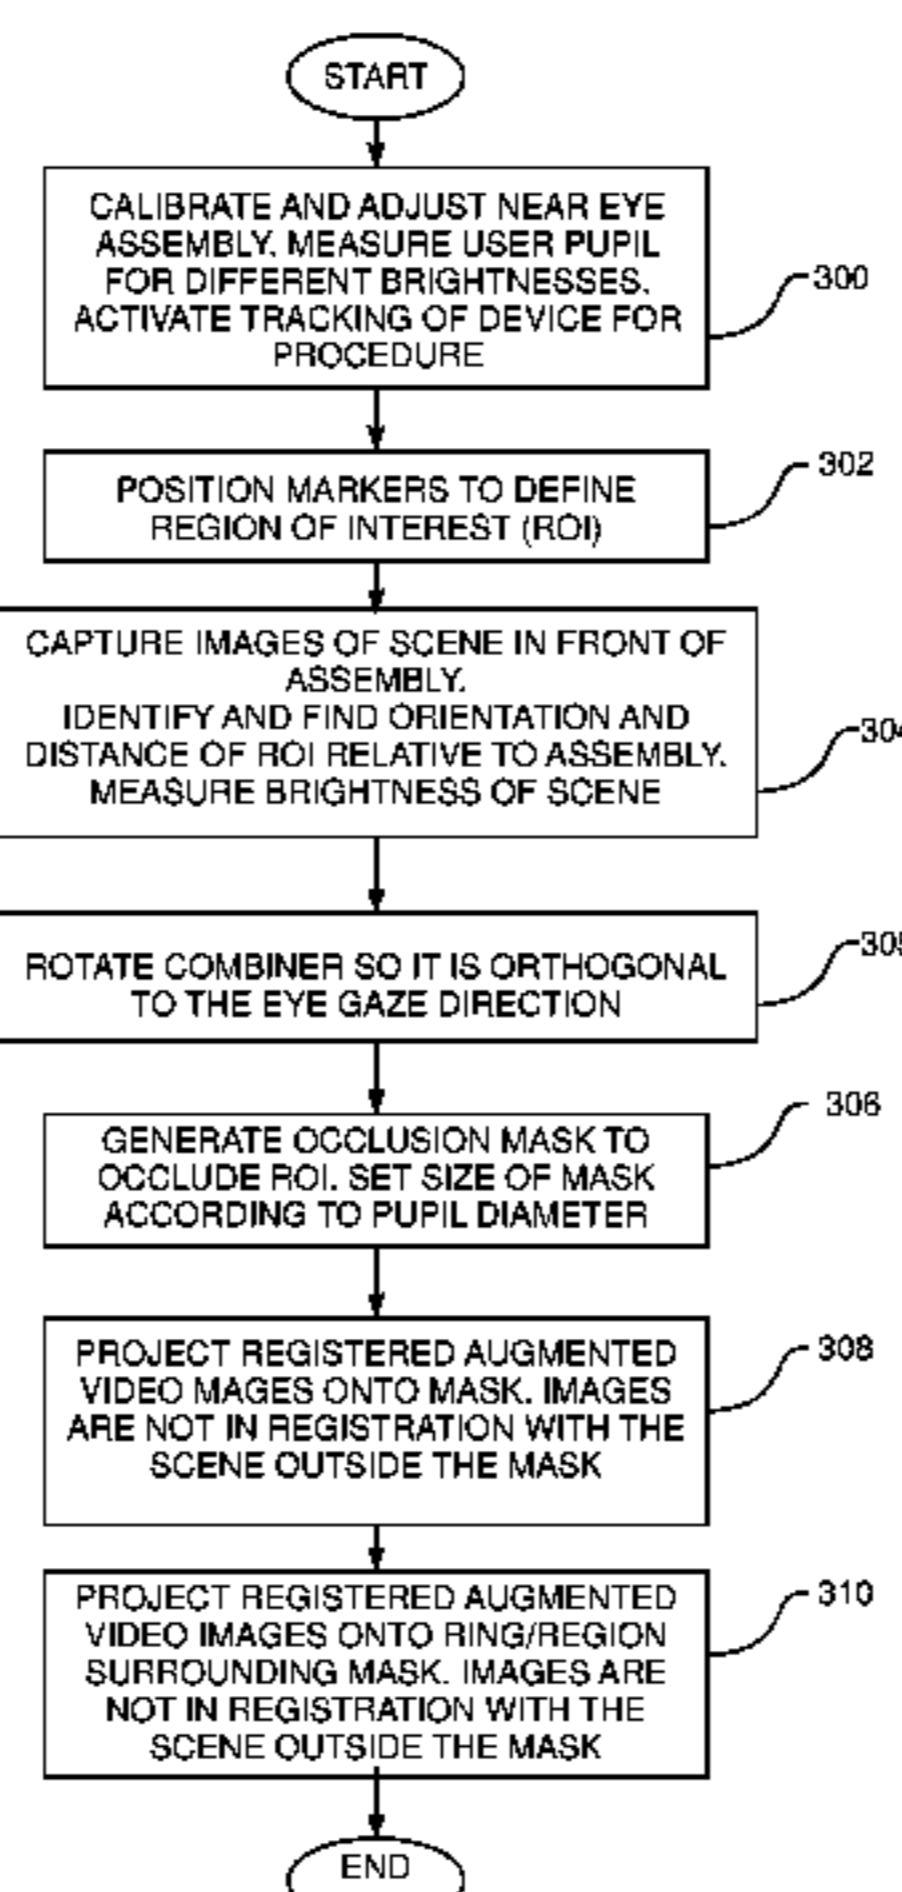 START
CALIBRATE AND ADJUST NEAR EYE
ASSEMBLY. MEASURE USER PUPIL
FOR DIFFERENT BRIGHTNESSES.
ACTIVATE TRACKING OF DEVICE FOR
PROCEDURE
300
POSITION MARKERS TO DEFINE
REGION OF INTEREST (ROI)
302
CAPTURE IMAGES OF SCENE IN FRONT OF
ASSEMBLY.
IDENTIFY AND FIND ORIENTATION AND
DISTANCE OF ROI RELATIVE TO ASSEMBLY.
MEASURE BRIGHTNESS OF SCENE
304
ROTATE COMBINER SO IT IS ORTHOGONAL
TO THE EYE GAZE DIRECTION
305
GENERATE OCCLUSION MASK TO
OCCLUDE ROI. SET SIZE OF MASK
ACCORDING TO PUPIL DIAMETER
306
PROJECT REGISTERED AUGMENTED
VIDEO MAGES ONTO MASK. IMAGES
ARE NOT IN REGISTRATION WITH THE
SCENE OUTSIDE THE MASK
308
PROJECT REGISTERED AUGMENTED
VIDEO IMAGES ONTO RING/REGION
SURROUNDING MASK. IMAGES ARE
NOT IN REGISTRATION WITH THE
SCENE OUTSIDE THE MASK
310
END